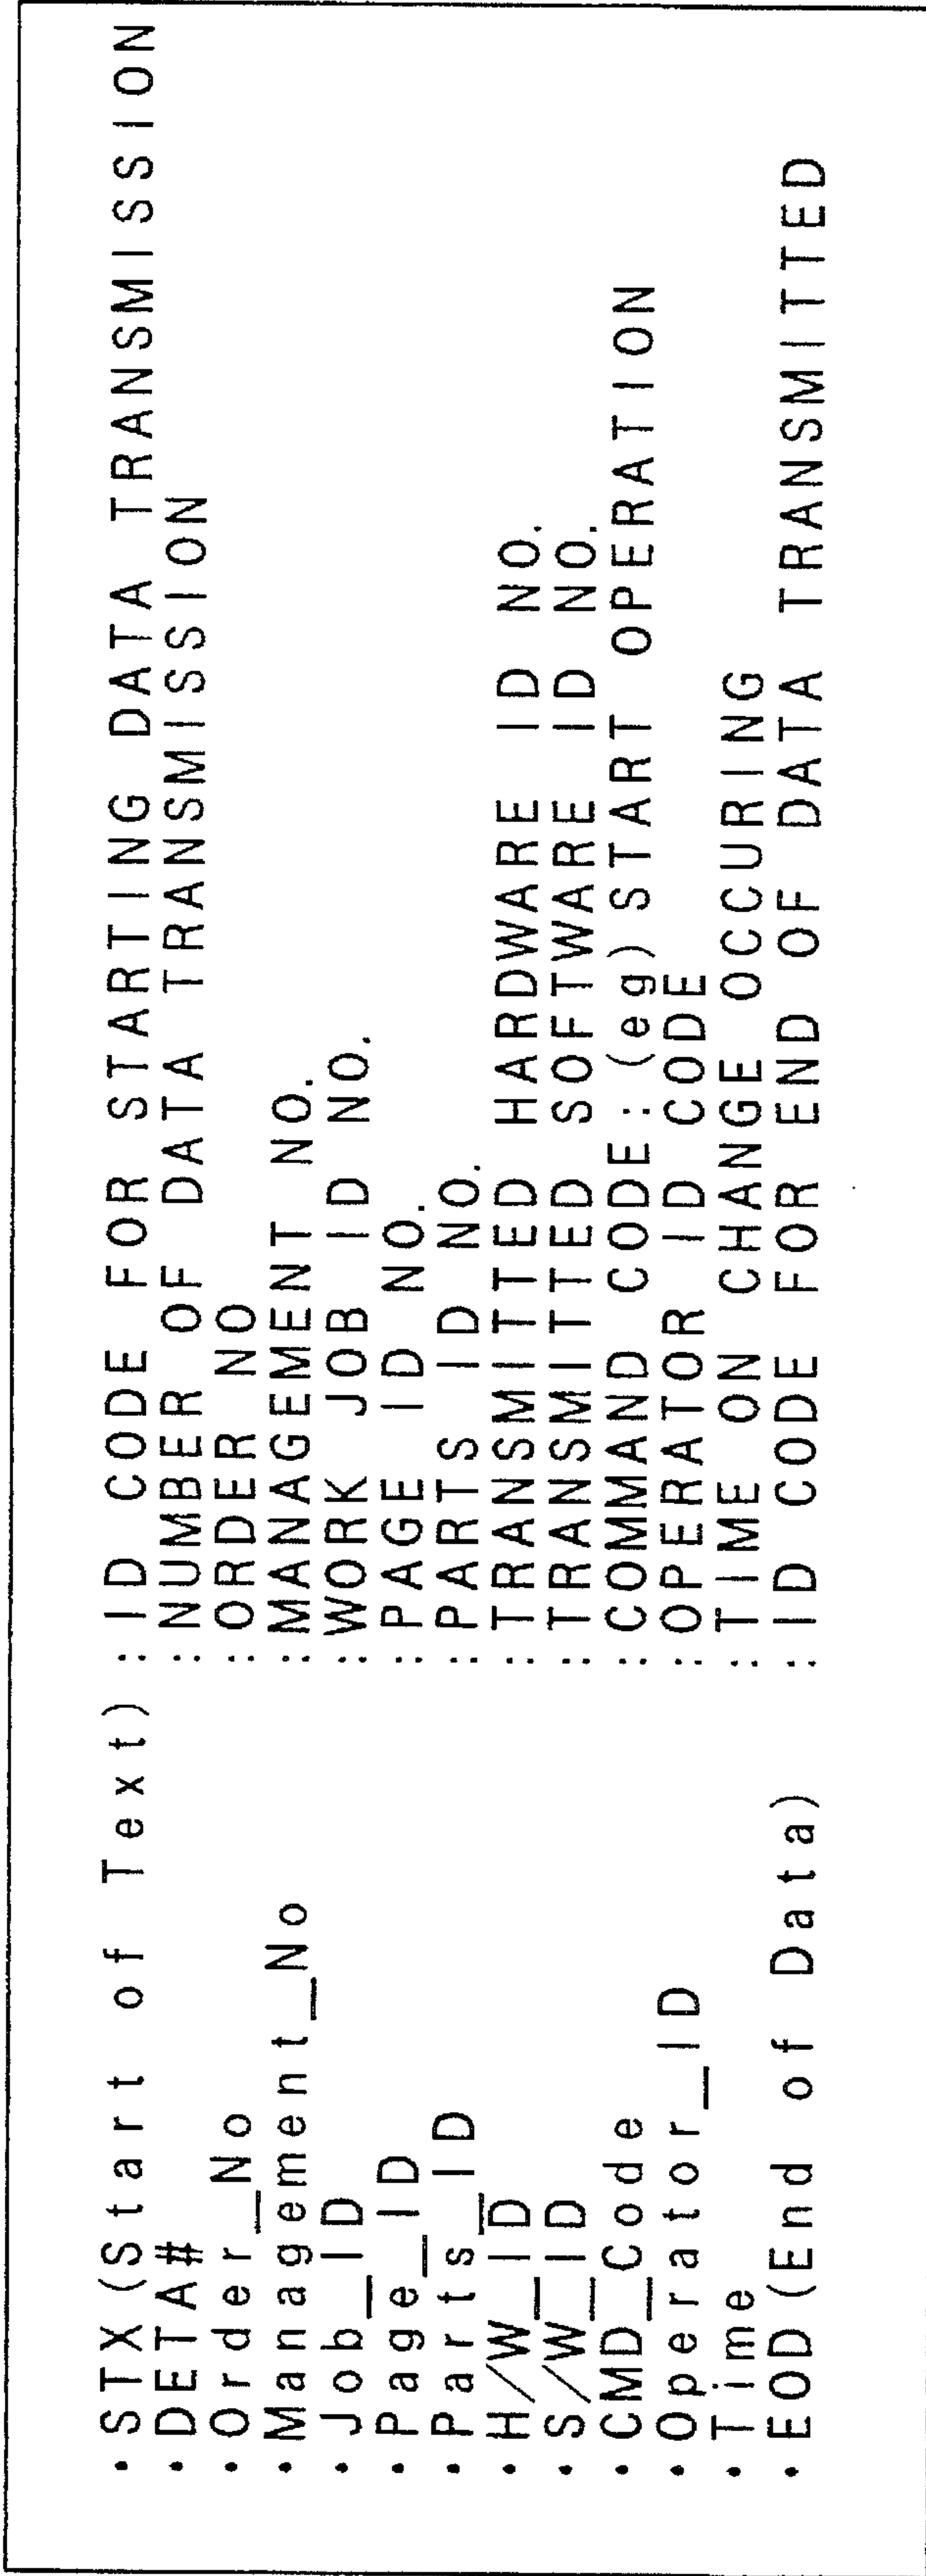 • STX(Start of Text) : ID CODE FOR STARTING DATA TRANSMISSION
• DETA# : NUMBER OF DATA TRANSMISSION
• Order_No : ORDER NO
• Management_No : MANAGEMENT NO.
• Job_ID : WORK JOB ID NO.
• Page_ID : PAGE ID NO.
• Parts_ID : PARTS ID NO.
• H/W_ID : TRANSMITTED HARDWARE ID NO.
• S/W_ID : TRANSMITTED SOFTWARE ID NO.
• CMD_Code : COMMAND CODE:(eg)START OPERATION
• Operator_ID : OPERATOR ID CODE
• Time : TIME ON CHANGE OCCURING
• EOD(End of Data) : ID CODE FOR END OF DATA TRANSMITTED